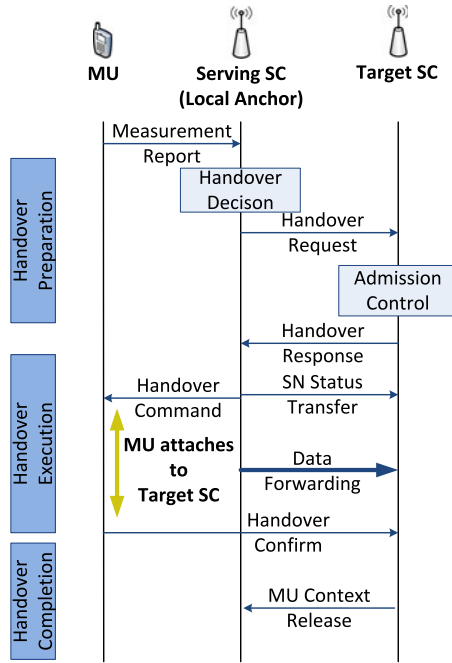 MU
Serving SC
(Local Anchor)
Target SC
Measurement
Report
Handover
Preparation
Handover
Decison
Handover
Request
Admission
Control
Handover
Response
Handover
Execution
Handover
Command
SN Status
Transfer
MU attaches
to
Target SC
Data
Forwarding
Handover
Confirm
Handover
Completion
MU Context
Release